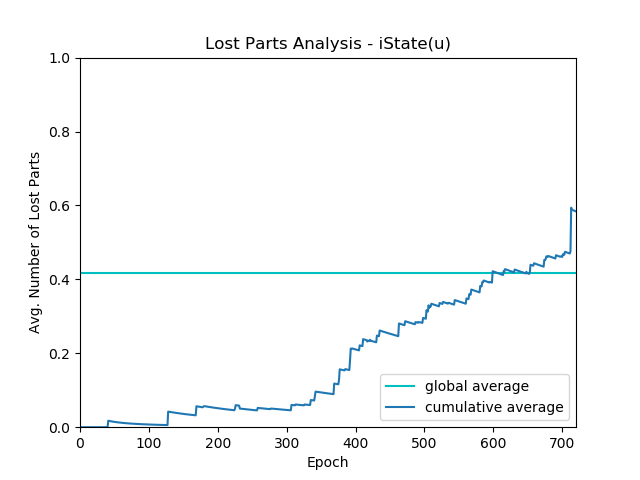 Lost Parts Analysis - iState(u)
Avg. Number of Lost Parts
1.0
0.8
0.6
0.4
0.2
0.0
0 100 200 300 400 500 600 700
Epoch
global average
cumulative average